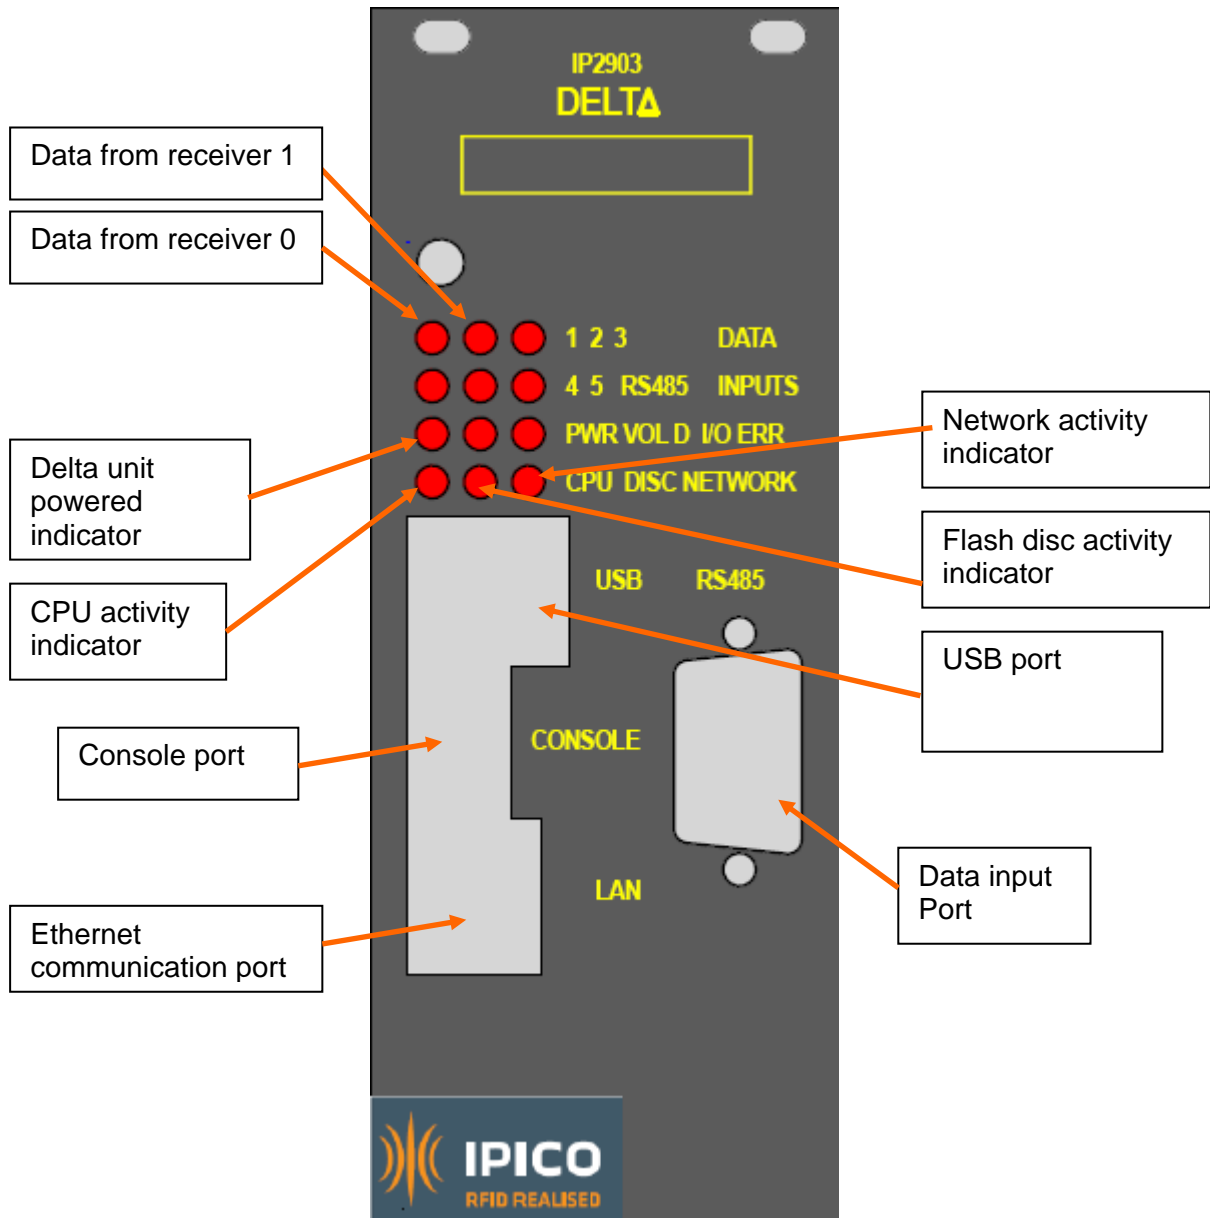 IP2903
DELTΔ
Data from receiver 1
Data from receiver 0
1 2 3 DATA
4 5 RS485 INPUTS
PWR VOL D I/O ERR
CPU DISC NETWORK
Network activity
indicator
Delta unit
powered
indicator
Flash disc activity
indicator
USB RS485
CPU activity
indicator
USB port
CONSOLE
Console port
Data input
Port
LAN
Ethernet
communication port
IPICO
RFID REALISED